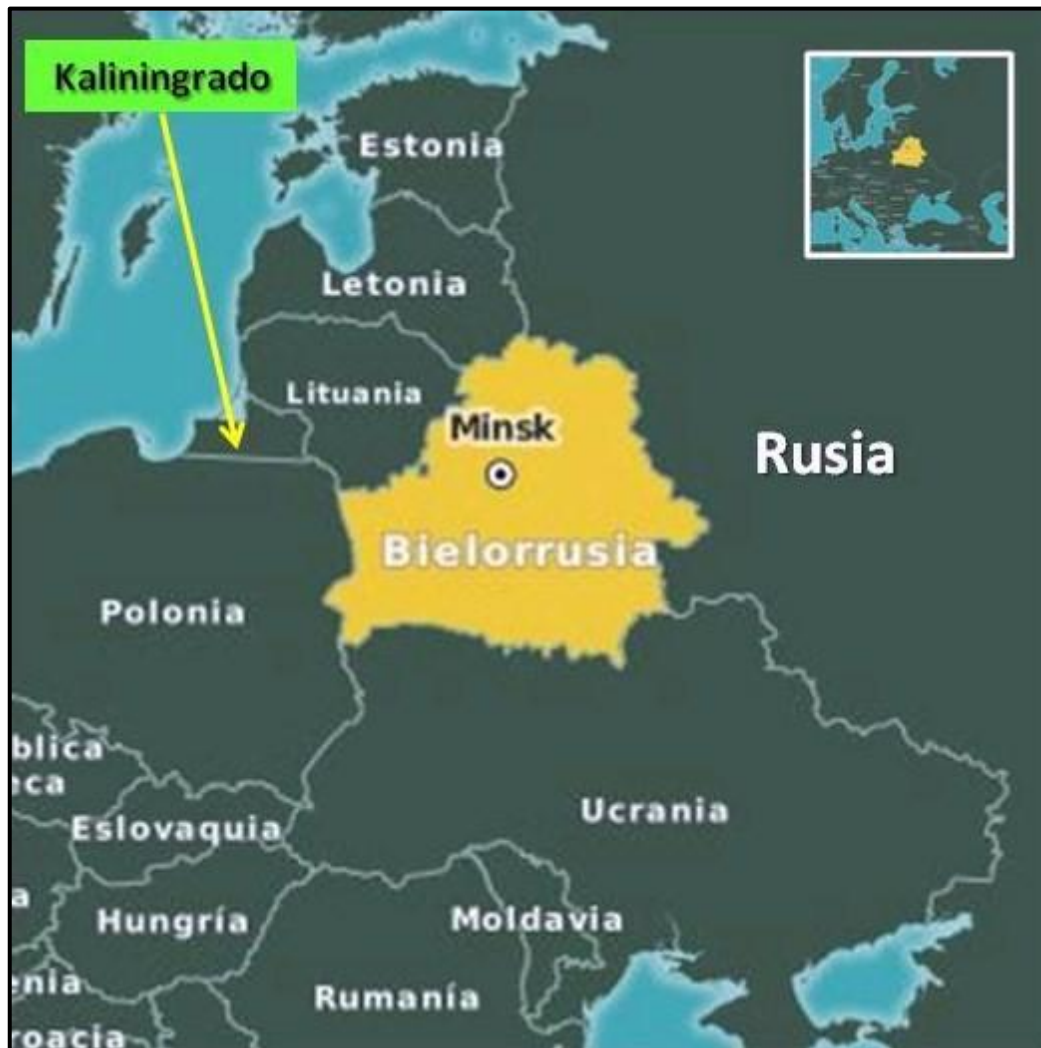 Kaliningrado
Estonia
Letonia
Lituania
Minsk
Rusia
Bielorrusia
Polonia
blica
eca
Ucrania
Eslovaquia
Hungría
Moldavia
enia
Rumanía
roacia